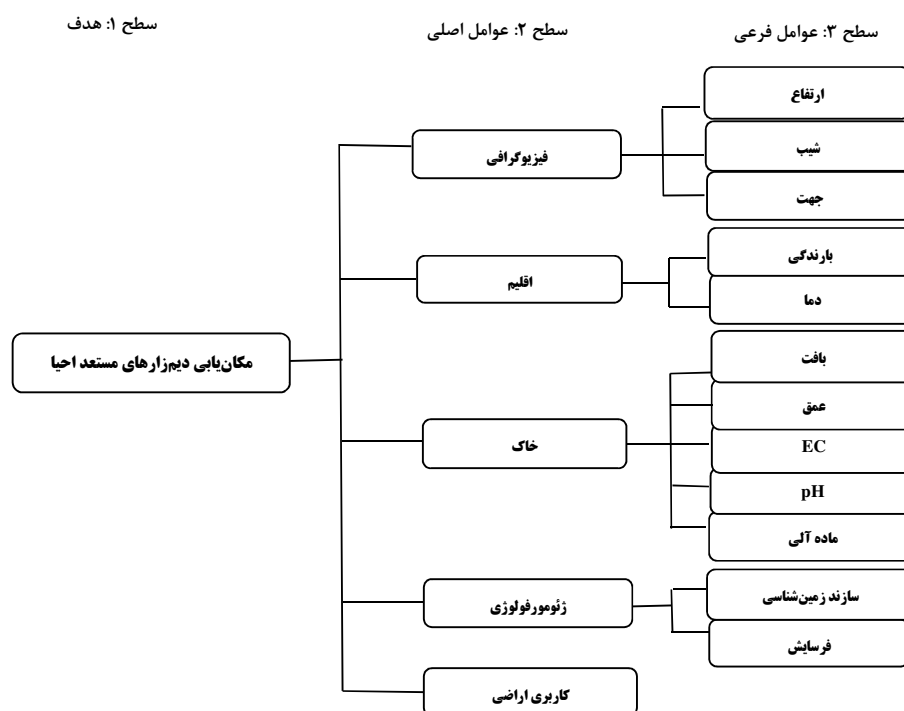 سطح ۱: هدف
سطح ۲: عوامل اصلی
سطح ۳: عوامل فرعی
مکان‌یابی دیم‌زارهای مستعد احیا
فیزیوگرافی
ارتفاع
شیب
جهت
اقلیم
بارندگی
دما
خاک
بافت
عمق
EC
pH
ماده آلی
ژئومورفولوژی
سازند زمین‌شناسی
فرسایش
کاربری اراضی